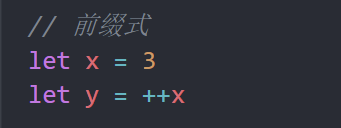 // 前缀式
let x = 3
let y = ++x